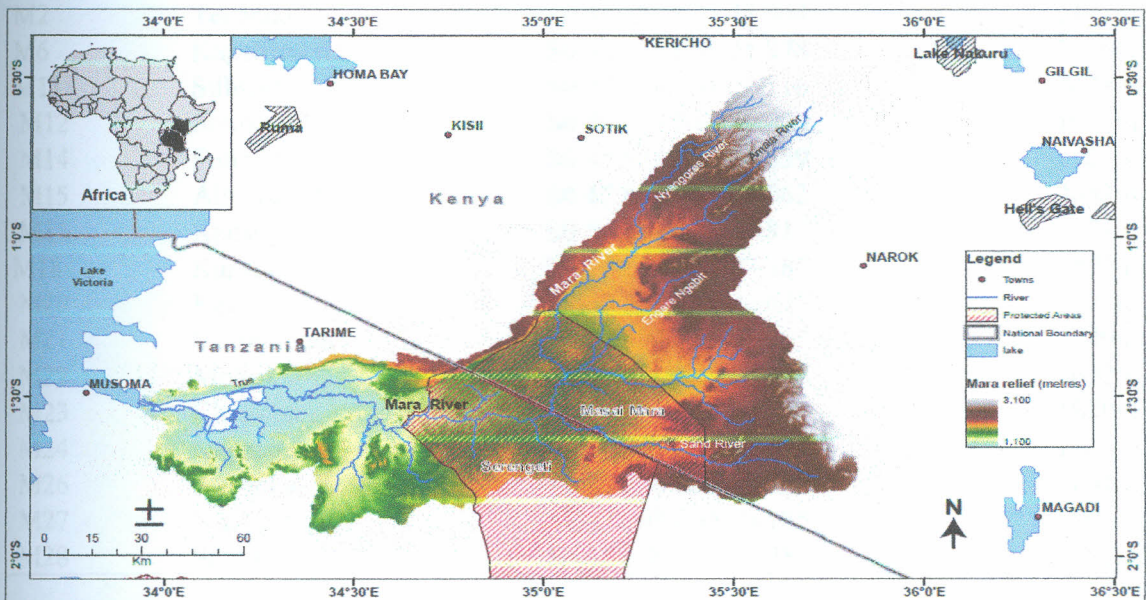 34°0'E 34°30'E 35°0'E 35°30'E 36°0'E 36°30'E
KERICHO
Lake Nakuru
0°30'S
HOMA BAY
GILGIL
0°30'S
Ruma
KISII
SOTIK
NAIVASHA
Nyangores River
Amala River
Africa
Kenya
Hell's Gate
1°0'S
1°0'S
Lake
Victoria
Mara River
Engare Ngobit
NAROK
Legend
Towns
River
Protected Areas
National Boundary
lake
Mara relief (metres)
3,100
1,100
TARIME
Tanzania
MUSOMA
1°30'S
Mara River
Masai Mara
1°30'S
Sand River
Serengeti
M26
M27
MAGADI
N
0 15 30 60
Km
2°0'S
2°0'S
34°0'E 34°30'E 35°0'E 35°30'E 36°0'E 36°30'E